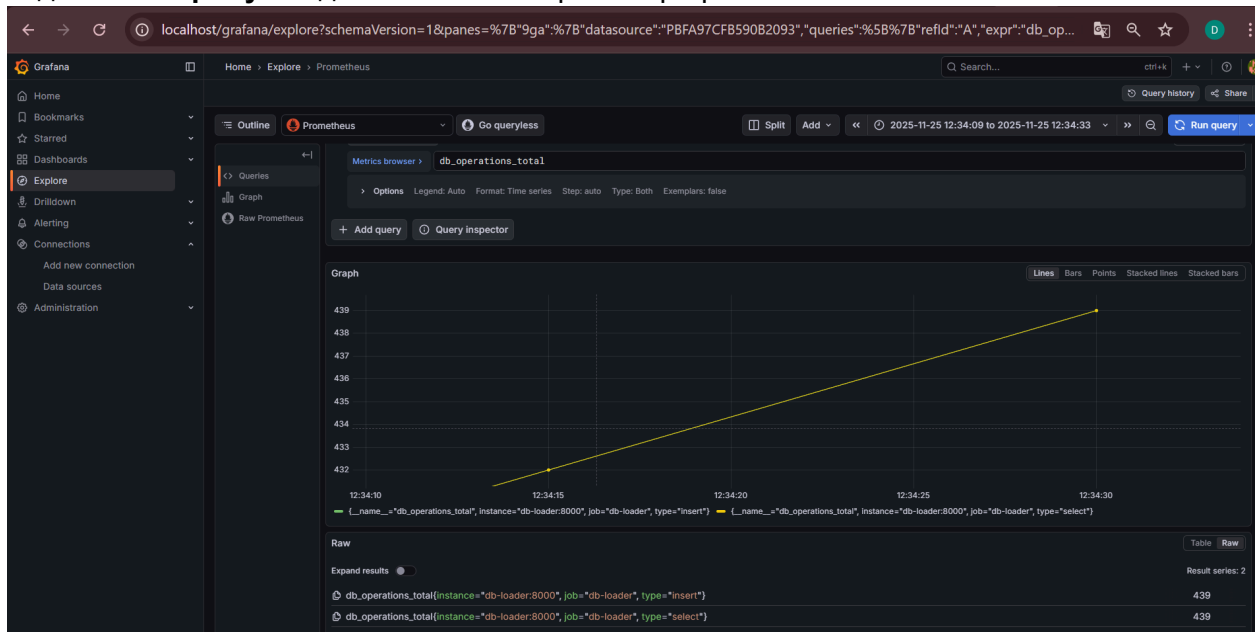 localhost/grafana/explore?schemaVersion=1&panes=%7B"9ga":%7B"datasource":"PBFA97CFB590B2093","queries":%5B%7B"refId":"A","expr":"db_op...
D
Grafana
Home > Explore > Prometheus
Search...
ctrl+k
Home
Query history
Share
Bookmarks
Starred
Outline
Prometheus
Go queryless
Split
Add
2025-11-25 12:34:09 to 2025-11-25 12:34:33
Run query
Dashboards
Explore
Drilldown
Alerting
Connections
Add new connection
Data sources
Administration
Queries
Graph
Raw Prometheus
Metrics browser >
db_operations_total
> Options Legend: Auto Format: Time series Step: auto Type: Both Exemplars: false
+ Add query
Query inspector
Graph
Lines Bars Points Stacked lines Stacked bars
439
438
437
436
435
434
433
432
12:34:10 12:34:15 12:34:20 12:34:25 12:34:30
{__name__="db_operations_total", instance="db-loader:8000", job="db-loader", type="insert"} {__name__="db_operations_total", instance="db-loader:8000", job="db-loader", type="select"}
Raw
Table Raw
Expand results
Result series: 2
db_operations_total{instance="db-loader:8000", job="db-loader", type="insert"} 439
db_operations_total{instance="db-loader:8000", job="db-loader", type="select"} 439